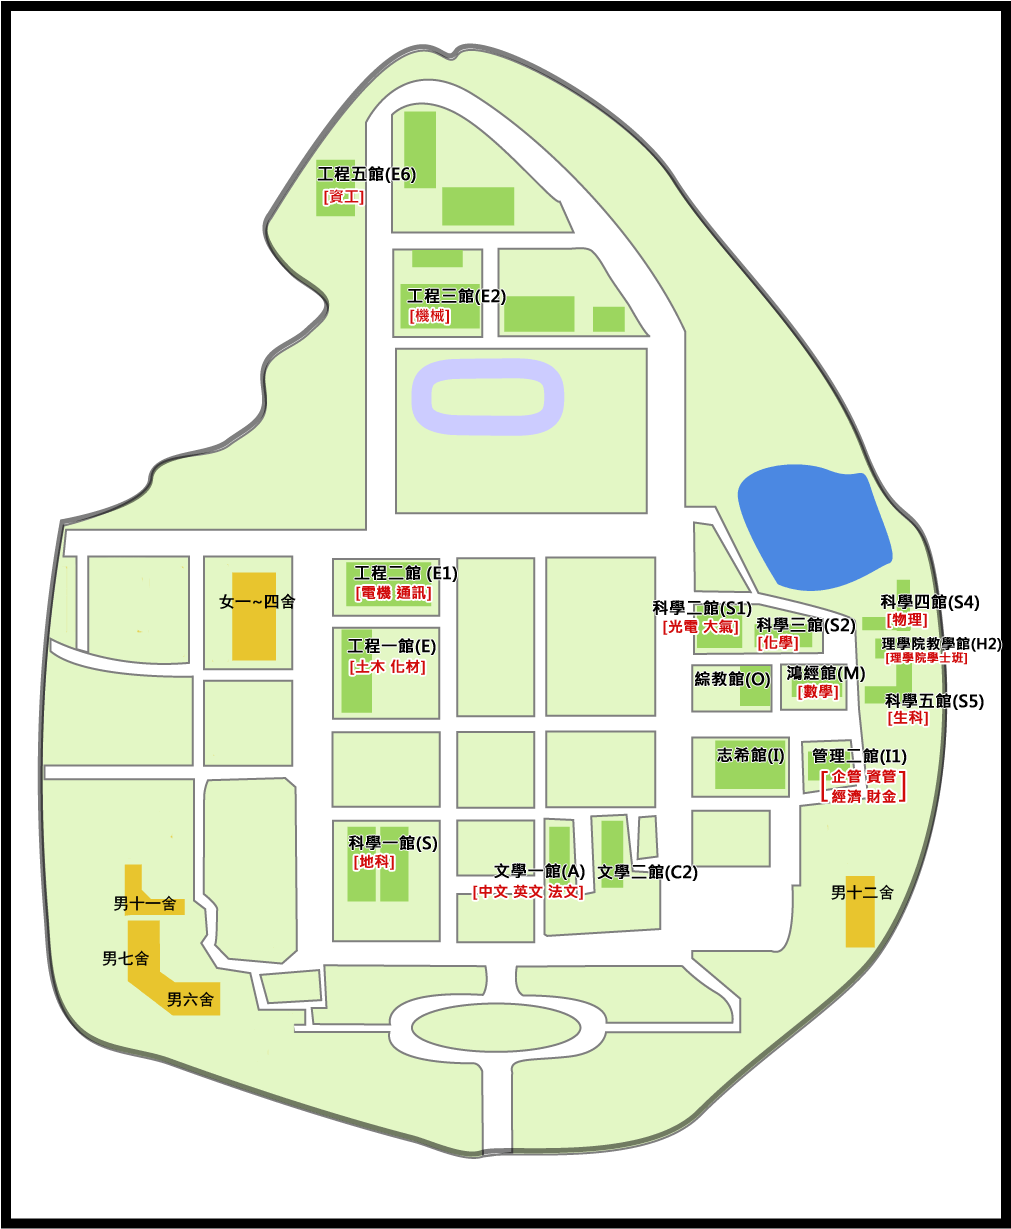 工程五館(E6)
[資工]
工程三館(E2)
[機械]
工程二館 (E1)
[電機 通訊]
女一~四舍
科學二館(S1)
[光電 大氣]
科學三館(S2)
[化學]
科學四館(S4)
[物理]
理學院教學館(H2)
[理學院學士班]
工程一館(E)
[土木 化材]
綜教館(O)
鴻經館(M)
[數學]
科學五館(S5)
[生科]
志希館(I)
管理二館(I1)
[企管 資管
經濟 財金]
科學一館(S)
[地科]
文學一館(A)
[中文 英文 法文]
文學二館(C2)
男十一舍
男十二舍
男七舍
男六舍